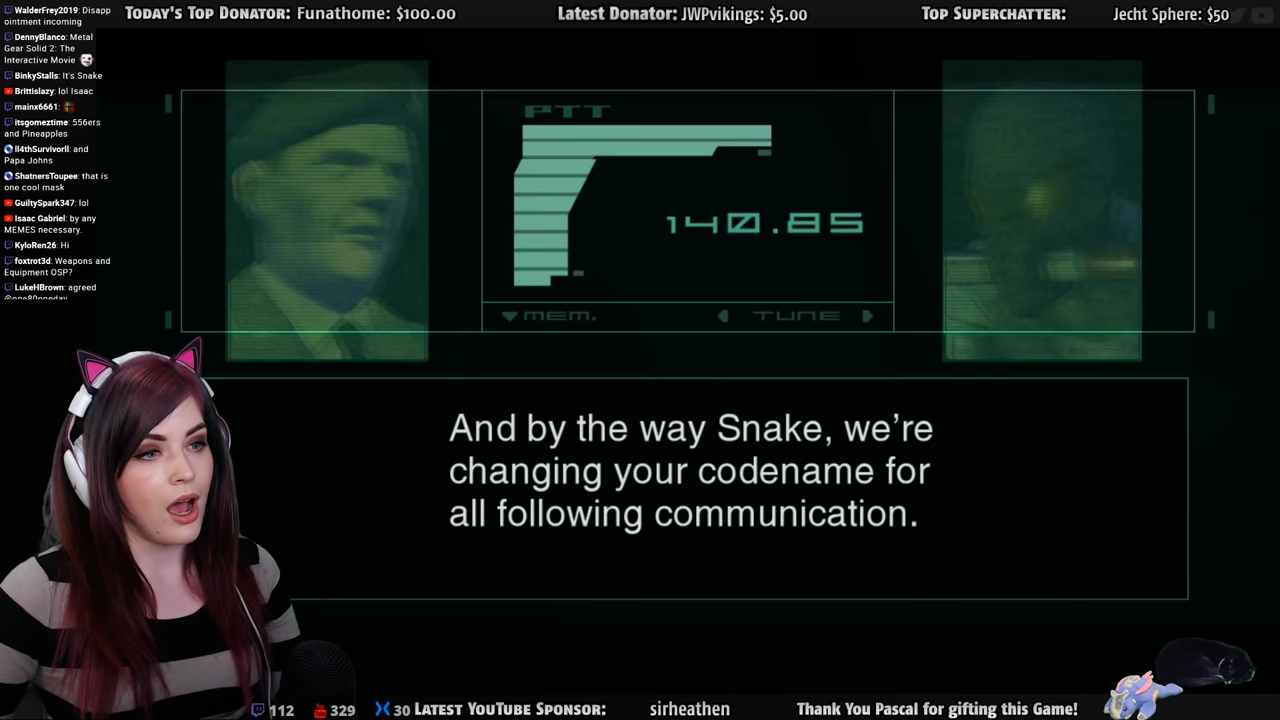 TODAY'S TOP DONATOR: Funathome: $100.00
LATEST DONATOR: JWPvikings: $5.00
TOP SUPERCHATTER: Jecht Sphere: $50
WalderFrey2019: Disapp
ointment incoming
DennyBlanco: Metal
Gear Solid 2: The
Interactive Movie
BinkyStalls: It's Snake
Brittislazy: lol Isaac
mainx6661:
itsgomeztime: 556ers
and Pineapples
ll4thSurvivorll: and
Papa Johns
ShatnersToupee: that is
one cool mask
GuiltySpark347: lol
Isaac Gabriel: by any
MEMES necessary.
KyloRen26: Hi
foxtrot3d: Weapons and
Equipment OSP?
LukeHBrown: agreed
@one80oneday
PTT
140.85
MEM.
TUNE
And by the way Snake, we're
changing your codename for
all following communication.
112
329
30
LATEST YOUTUBE SPONSOR: sirheathen
Thank You Pascal for gifting this Game!